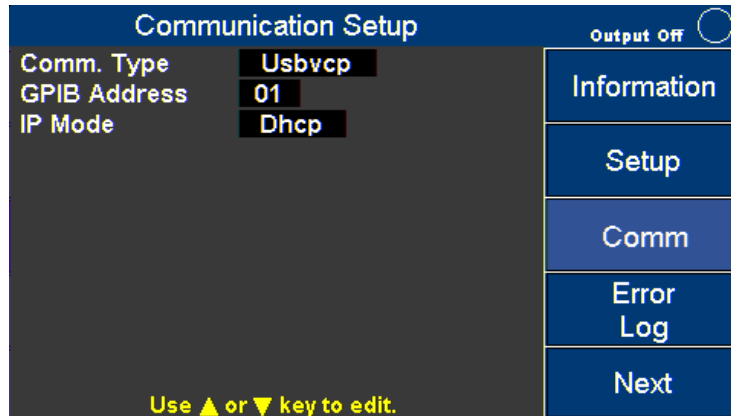 Communication Setup
Output Off
Comm. Type Usbvcp
GPIB Address 01
IP Mode Dhcp
Information
Setup
Comm
Error
Log
Next
Use ▲ or ▼ key to edit.